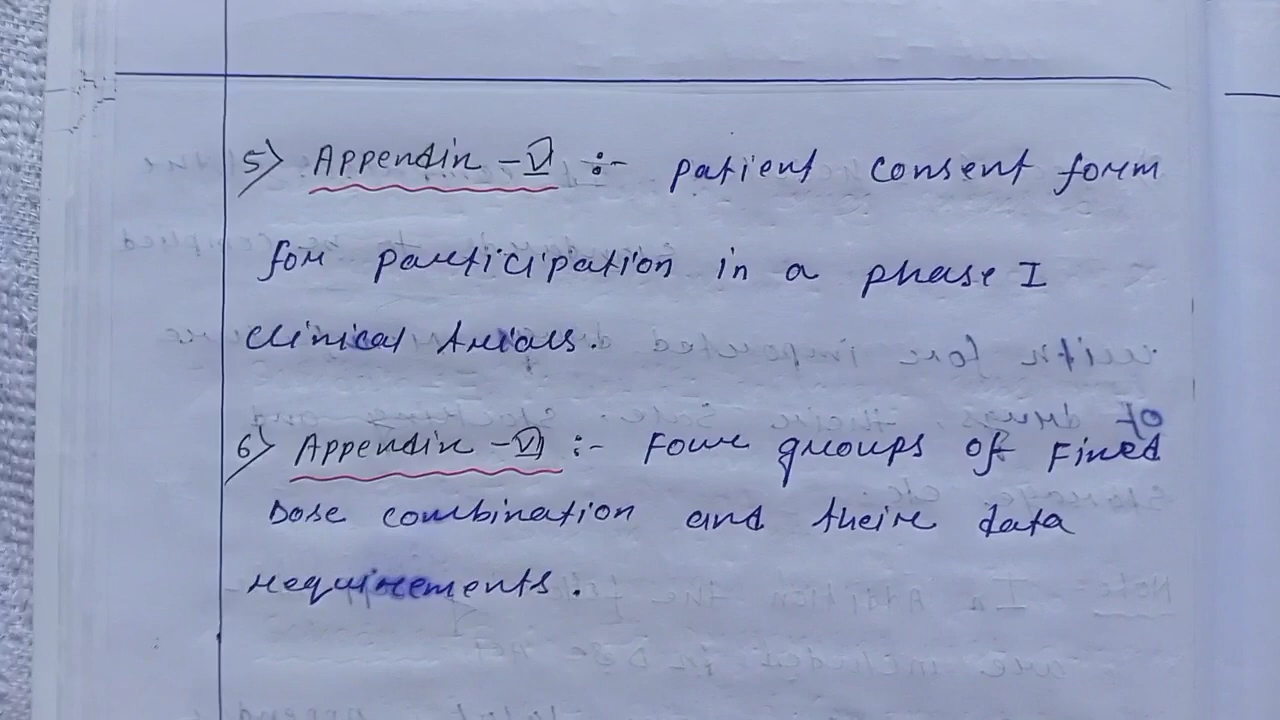 5) Appendix -V :- patient consent form
for participation in a phase I
clinical trials.
6) Appendix -VI :- Four groups of Fixed
Dose combination and their data
requirements.